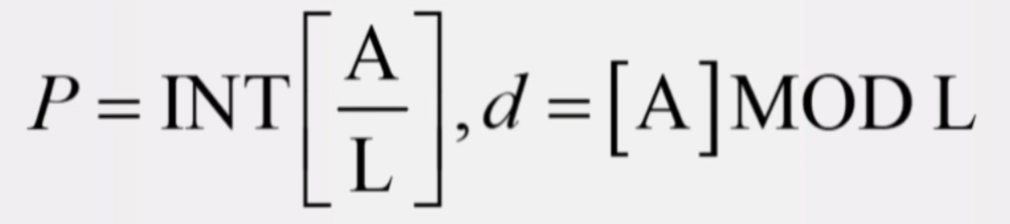 P = INT[A/L], d = [A] MOD L